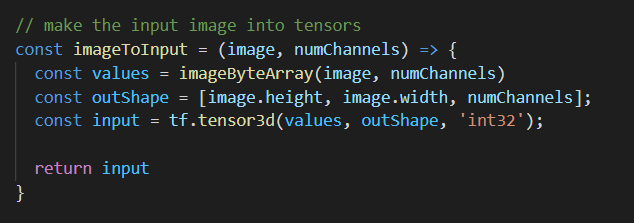 // make the input image into tensors
const imageToInput = (image, numChannels) => {
  const values = imageByteArray(image, numChannels)
  const outShape = [image.height, image.width, numChannels];
  const input = tf.tensor3d(values, outShape, 'int32');

  return input
}